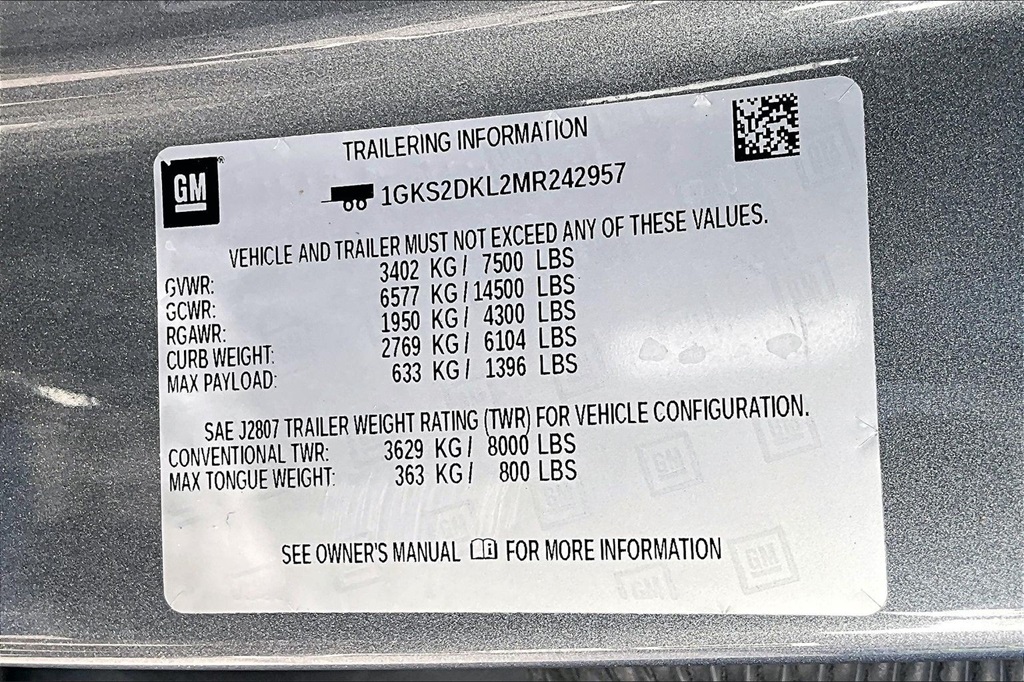 TRAILERING INFORMATION
GM
1GKS2DKL2MR242957
VEHICLE AND TRAILER MUST NOT EXCEED ANY OF THESE VALUES.
GVWR: 3402 KG/ 7500 LBS
GCWR: 6577 KG/14500 LBS
RGAWR: 1950 KG/ 4300 LBS
CURB WEIGHT: 2769 KG/ 6104 LBS
MAX PAYLOAD: 633 KG/ 1396 LBS
SAE J2807 TRAILER WEIGHT RATING (TWR) FOR VEHICLE CONFIGURATION.
CONVENTIONAL TWR: 3629 KG/ 8000 LBS
MAX TONGUE WEIGHT: 363 KG/ 800 LBS
SEE OWNER'S MANUAL FOR MORE INFORMATION
GM
GM